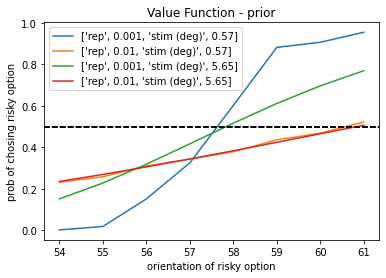 Value Function - prior
['rep', 0.001, 'stim (deg)', 0.57]
['rep', 0.01, 'stim (deg)', 0.57]
['rep', 0.001, 'stim (deg)', 5.65]
['rep', 0.01, 'stim (deg)', 5.65]
prob of chosing risky option
1.0
0.8
0.6
0.4
0.2
0.0
54 55 56 57 58 59 60 61
orientation of risky option